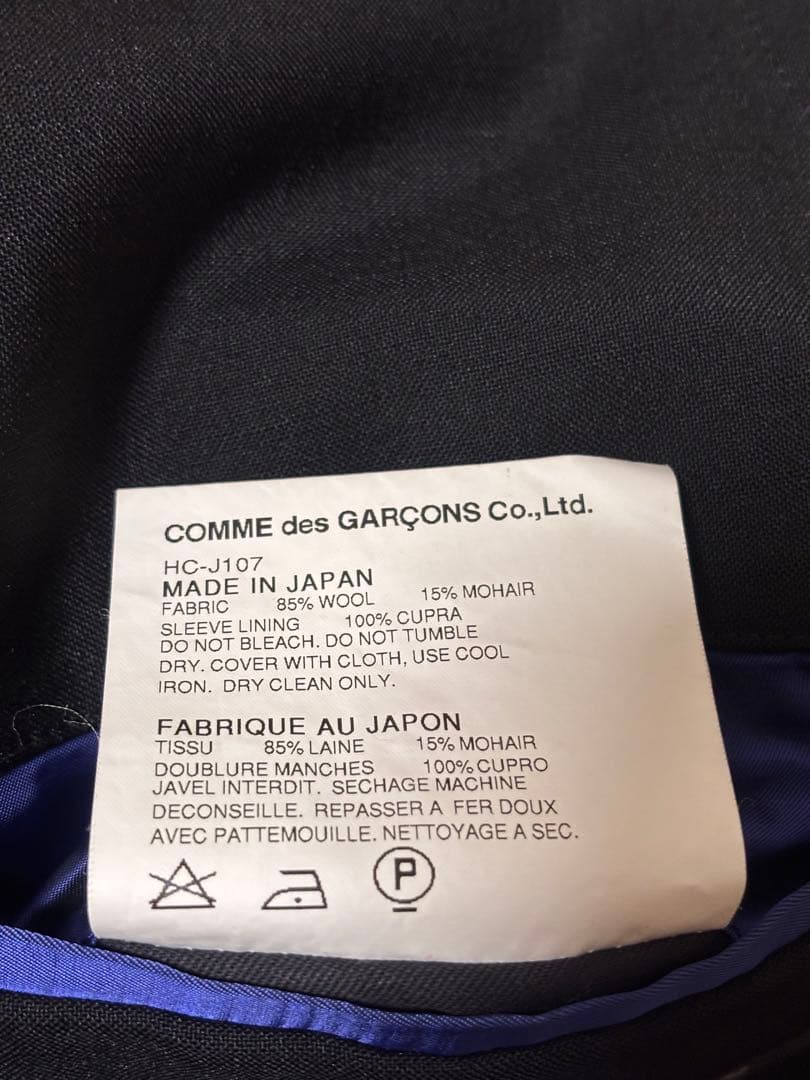 COMME des GARÇONS Co.,Ltd.
HC-J107
MADE IN JAPAN
FABRIC 85% WOOL 15% MOHAIR
SLEEVE LINING 100% CUPRA
DO NOT BLEACH. DO NOT TUMBLE
DRY. COVER WITH CLOTH, USE COOL
IRON. DRY CLEAN ONLY.
FABRIQUE AU JAPON
TISSU 85% LAINE 15% MOHAIR
DOUBLURE MANCHES 100% CUPRO
JAVEL INTERDIT. SECHAGE MACHINE
DECONSEILLE. REPASSER A FER DOUX
AVEC PATTEMOUILLE. NETTOYAGE A SEC.
P